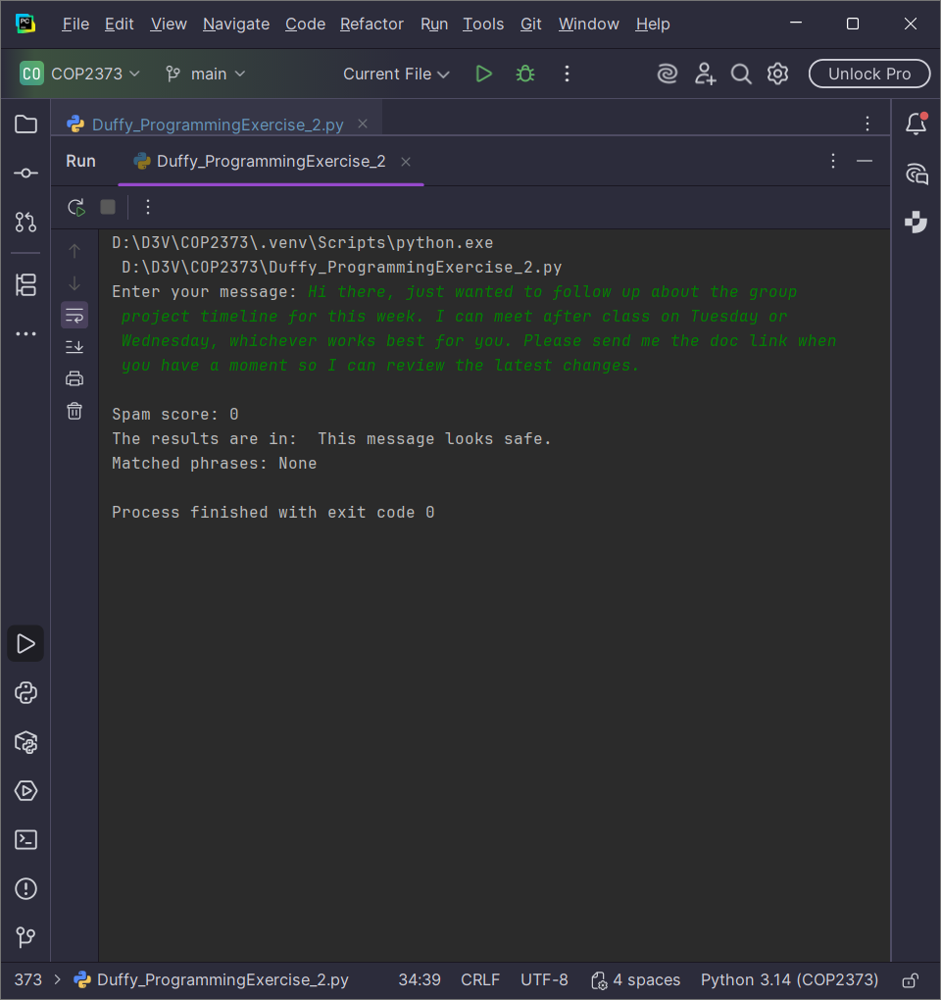 PC File Edit View Navigate Code Refactor Run Tools Git Window Help
CO COP2373 main Current File Unlock Pro
Duffy_ProgrammingExercise_2.py
Run Duffy_ProgrammingExercise_2
D:\D3V\COP2373\.venv\Scripts\python.exe
D:\D3V\COP2373\Duffy_ProgrammingExercise_2.py
Enter your message: Hi there, just wanted to follow up about the group
project timeline for this week. I can meet after class on Tuesday or
Wednesday, whichever works best for you. Please send me the doc link when
you have a moment so I can review the latest changes.
Spam score: 0
The results are in:  This message looks safe.
Matched phrases: None
Process finished with exit code 0
373 > Duffy_ProgrammingExercise_2.py 34:39 CRLF UTF-8 4 spaces Python 3.14 (COP2373)